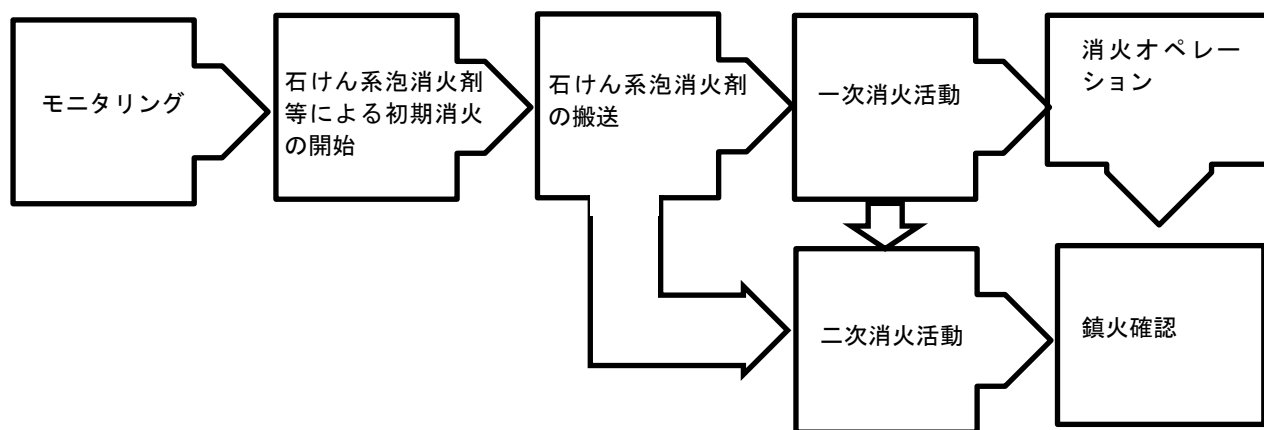 モニタリング
石けん系泡消火剤
等による初期消火
の開始
石けん系泡消火剤
の搬送
一次消火活動
消火オペレー
ション
二次消火活動
鎮火確認